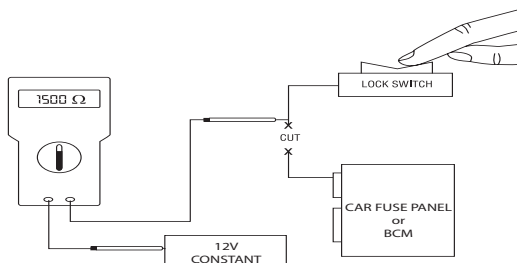 1500 Ω
LOCK SWITCH
CUT
CAR FUSE PANEL
or
BCM
12V
CONSTANT